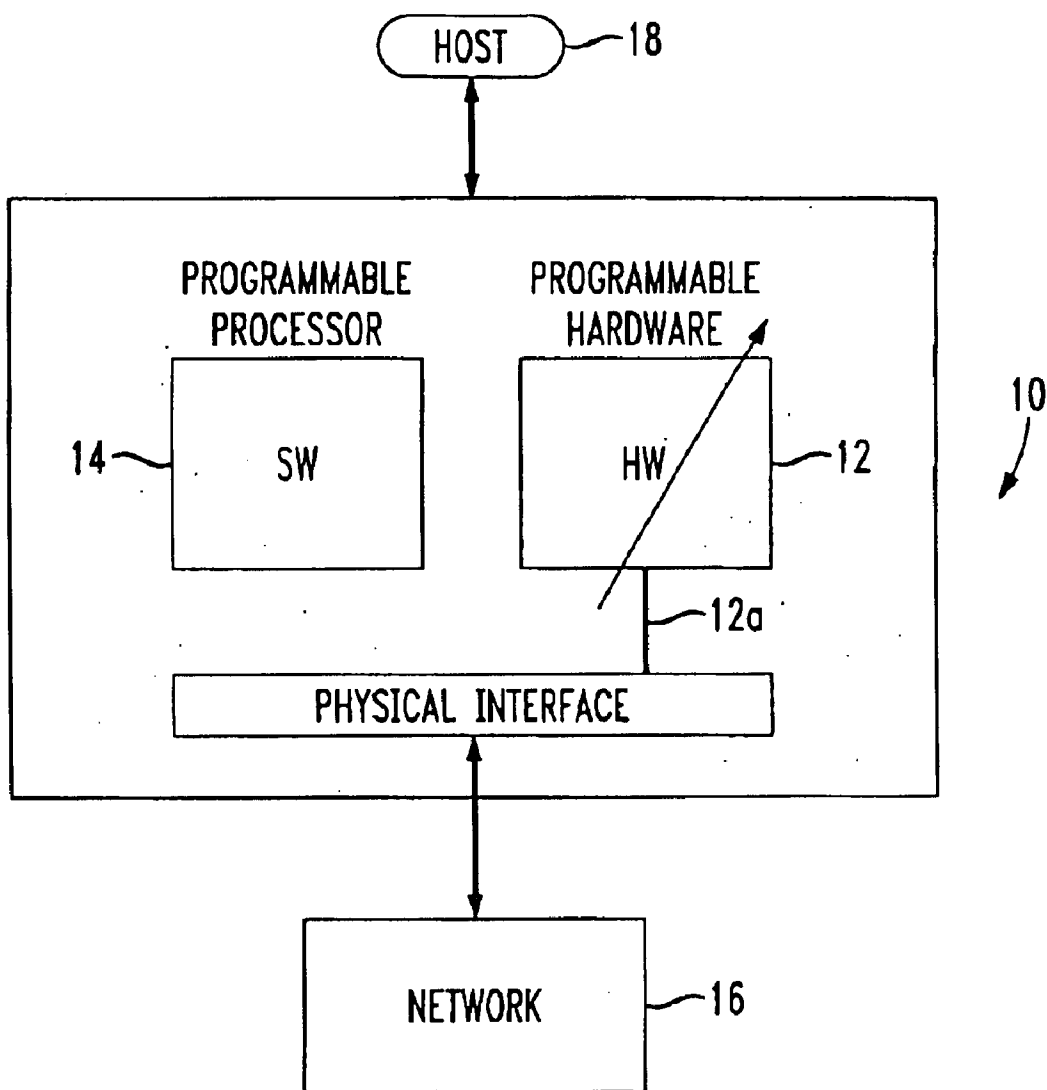 HOST
18
PROGRAMMABLE
PROCESSOR
PROGRAMMABLE
HARDWARE
10
14
SW
HW
12
12a
PHYSICAL INTERFACE
NETWORK
16